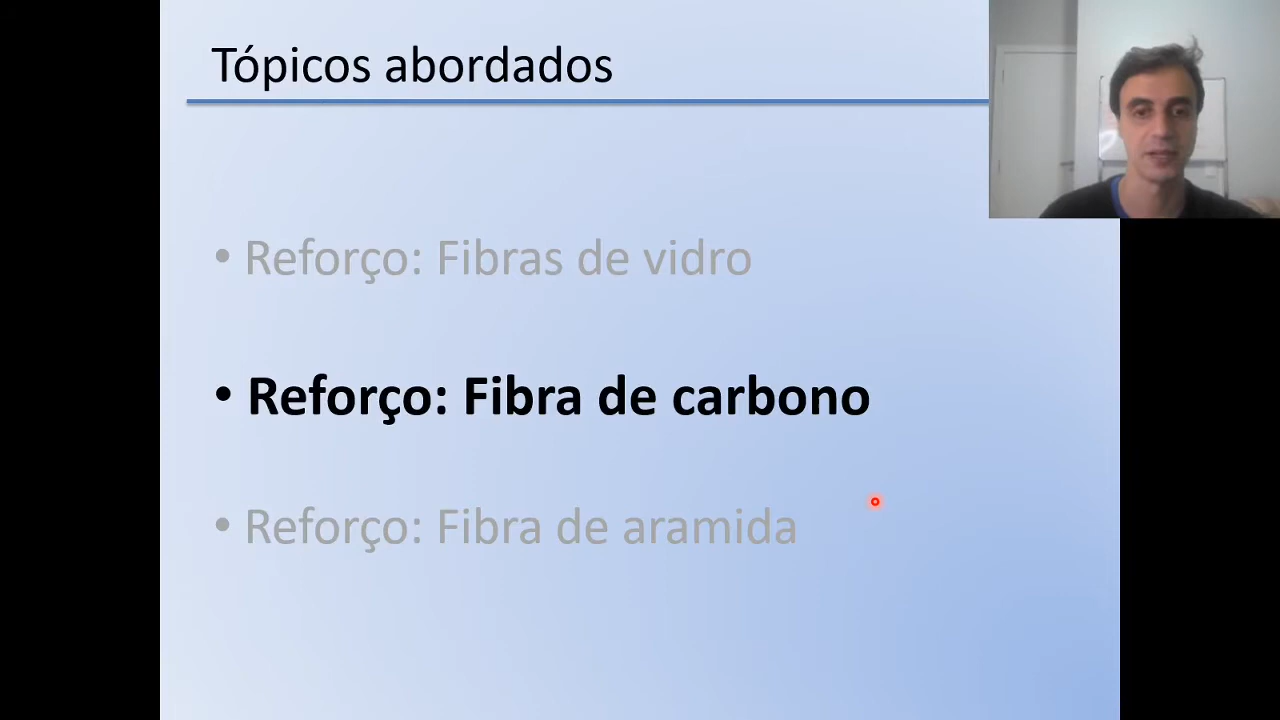 Tópicos abordados
• Reforço: Fibras de vidro
• Reforço: Fibra de carbono
• Reforço: Fibra de aramida